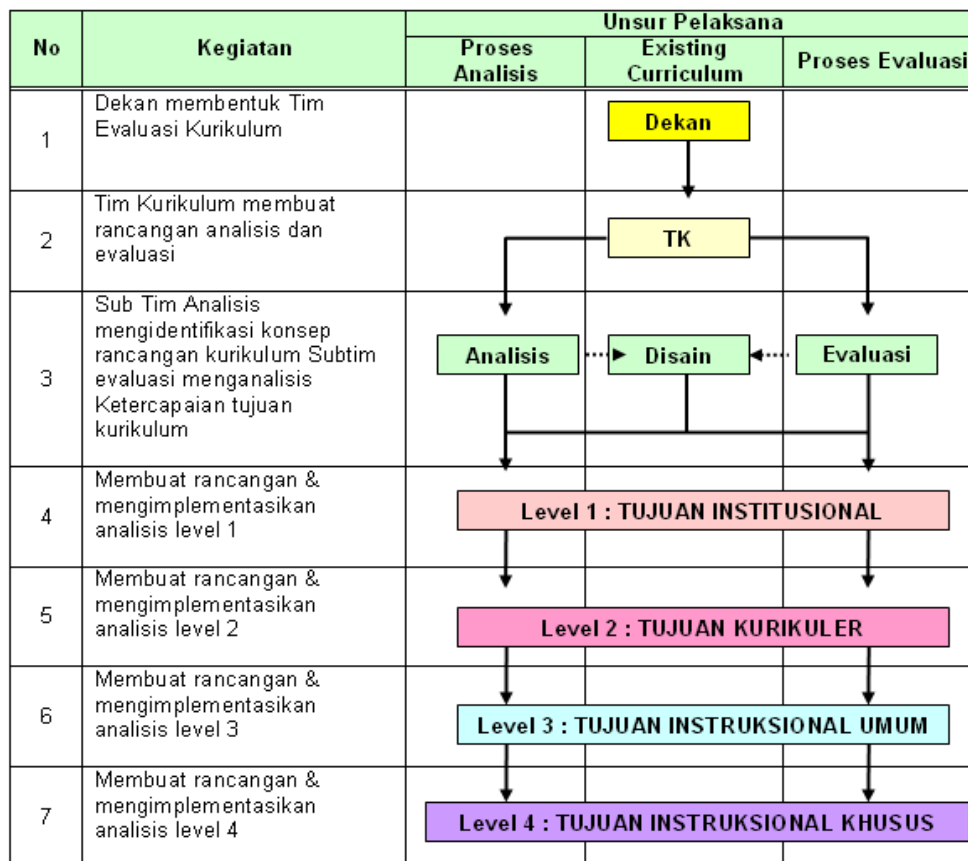 No
Kegiatan
Unsur Pelaksana
Proses
Analisis
Existing
Curriculum
Proses Evaluasi
1
Dekan membentuk Tim
Evaluasi Kurikulum
Dekan
2
Tim Kurikulum membuat
rancangan analisis dan
evaluasi
TK
3
Sub Tim Analisis
mengidentifikasi konsep
rancangan kurikulum Subtim
evaluasi menganalisis
Ketercapaian tujuan
kurikulum
Analisis
Disain
Evaluasi
4
Membuat rancangan &
mengimplementasikan
analisis level 1
Level 1 : TUJUAN INSTITUSIONAL
5
Membuat rancangan &
mengimplementasikan
analisis level 2
Level 2 : TUJUAN KURIKULER
6
Membuat rancangan &
mengimplementasikan
analisis level 3
Level 3 : TUJUAN INSTRUKSIONAL UMUM
7
Membuat rancangan &
mengimplementasikan
analisis level 4
Level 4 : TUJUAN INSTRUKSIONAL KHUSUS